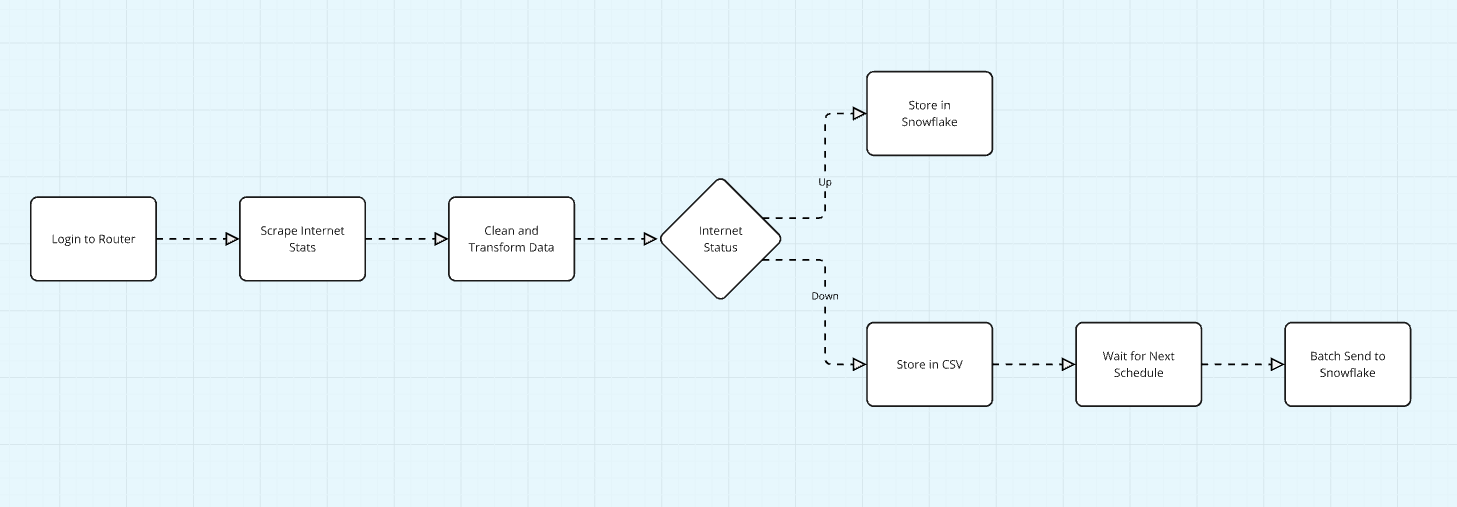 Login to Router
Scrape Internet
Stats
Clean and
Transform Data
Internet
Status
Up
Store in
Snowflake
Down
Store in CSV
Wait for Next
Schedule
Batch Send to
Snowflake